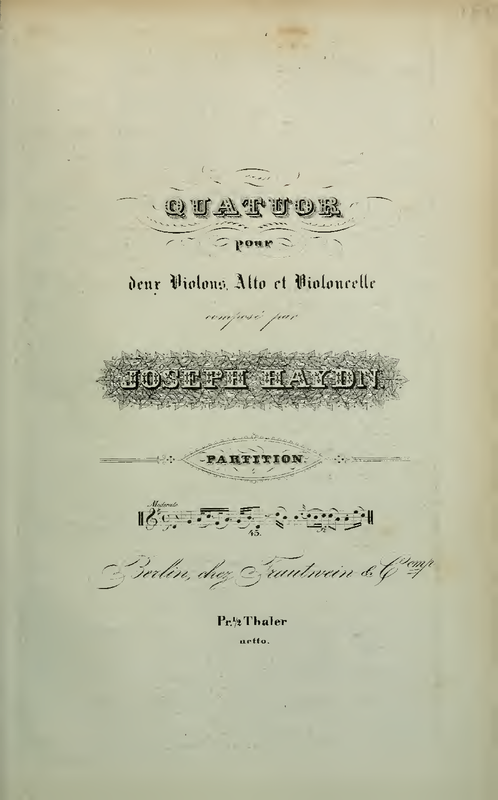 QUATUOR
pour
deux Violons, Alto et Violoncelle
composé par
JOSEPH HAYDN.
PARTITION.
Moderato
45.
Berlin, chez Trautwein & Comp
Pr. ½ Thaler
netto.